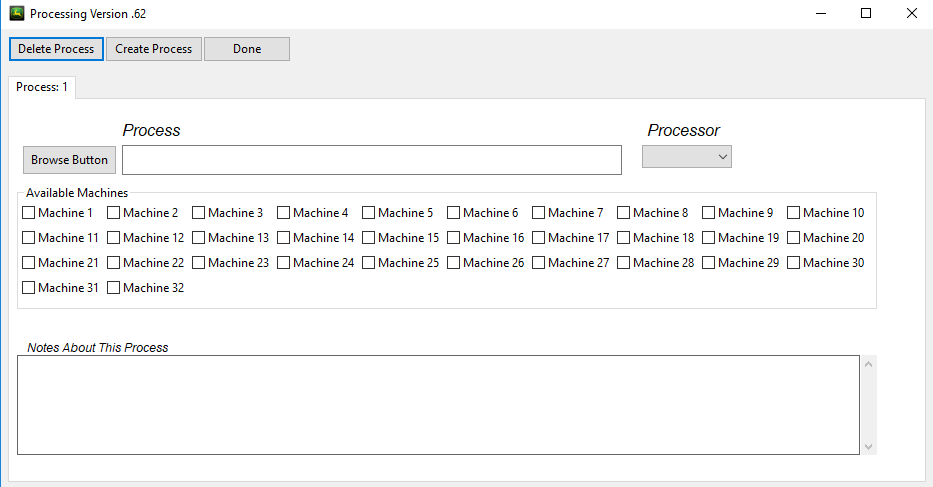 Processing Version .62
Delete Process Create Process Done
Process: 1
Process Processor
Browse Button
Available Machines
Machine 1 Machine 2 Machine 3 Machine 4 Machine 5 Machine 6 Machine 7 Machine 8 Machine 9 Machine 10
Machine 11 Machine 12 Machine 13 Machine 14 Machine 15 Machine 16 Machine 17 Machine 18 Machine 19 Machine 20
Machine 21 Machine 22 Machine 23 Machine 24 Machine 25 Machine 26 Machine 27 Machine 28 Machine 29 Machine 30
Machine 31 Machine 32
Notes About This Process